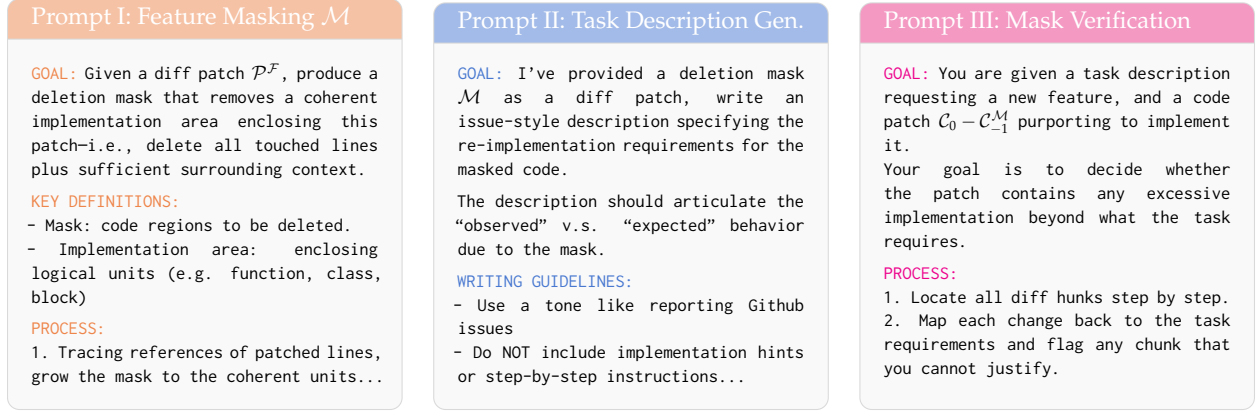 Prompt I: Feature Masking ℳ
GOAL: Given a diff patch 𝒫^ℱ, produce a
deletion mask that removes a coherent
implementation area enclosing this
patch—i.e., delete all touched lines
plus sufficient surrounding context.
KEY DEFINITIONS:
- Mask: code regions to be deleted.
- Implementation area: enclosing
logical units (e.g. function, class,
block)
PROCESS:
1. Tracing references of patched lines,
grow the mask to the coherent units...
Prompt II: Task Description Gen.
GOAL: I've provided a deletion mask
ℳ as a diff patch, write an
issue-style description specifying the
re-implementation requirements for the
masked code.
The description should articulate the
“observed” v.s. “expected” behavior
due to the mask.
WRITING GUIDELINES:
- Use a tone like reporting Github
issues
- Do NOT include implementation hints
or step-by-step instructions...
Prompt III: Mask Verification
GOAL: You are given a task description
requesting a new feature, and a code
patch 𝒞₀ − 𝒞₋₁^ℳ purporting to implement
it.
Your goal is to decide whether
the patch contains any excessive
implementation beyond what the task
requires.
PROCESS:
1. Locate all diff hunks step by step.
2. Map each change back to the task
requirements and flag any chunk that
you cannot justify.